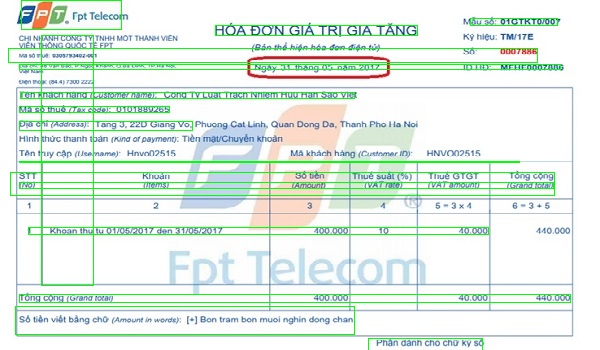 FPT Fpt Telecom
HÓA ĐƠN GIÁ TRỊ GIA TĂNG
(Bản thể hiện hóa đơn điện tử)
Ngày 31 tháng 05 năm 2017
Mẫu số: 01GTKT0/007
Ký hiệu: TM/17E
Số: 0007886
ID HĐ: MFHE0007886
CHI NHÁNH CÔNG TY TNHH MỘT THÀNH VIÊN
VIỄN THÔNG QUỐC TẾ FPT
Mã số thuế: 0305793402-001
Việt Nam
Điện thoại: (84.4) 7300 2222
Tên khách hàng (Customer name): Cong TV Luat Trach Nhiem Huu Han Sao Viet
Mã số thuế (Tax code): 0101889265
Địa chỉ (Address): Tang 3, 22D Giang Vo, Phuong Cat Linh, Quan Dong Da, Thanh Pho Ha Noi
Hình thức thanh toán (Kind of payment): Tiền mặt/Chuyển khoản
Tên truy cập (Username): Hnvo02515 Mã khách hàng (Customer ID): HNVO02515
STT Khoản Số tiền Thuế suất (%) Thuế GTGT Tổng cộng
(No) (Items) (Amount) (VAT rate) (VAT amount) (Grand total)
1 2 3 4 5 = 3 x 4 6 = 3 + 5
1 Khoan thu tu 01/05/2017 den 31/05/2017 400.000 10 40.000 440.000
FPT
Fpt Telecom
Tổng cộng (Grand total) 400.000 40.000 440.000
Số tiền viết bằng chữ (Amount in words): [+] Bon tram bon muoi nghin dong chan
Phần dành cho chữ ký số